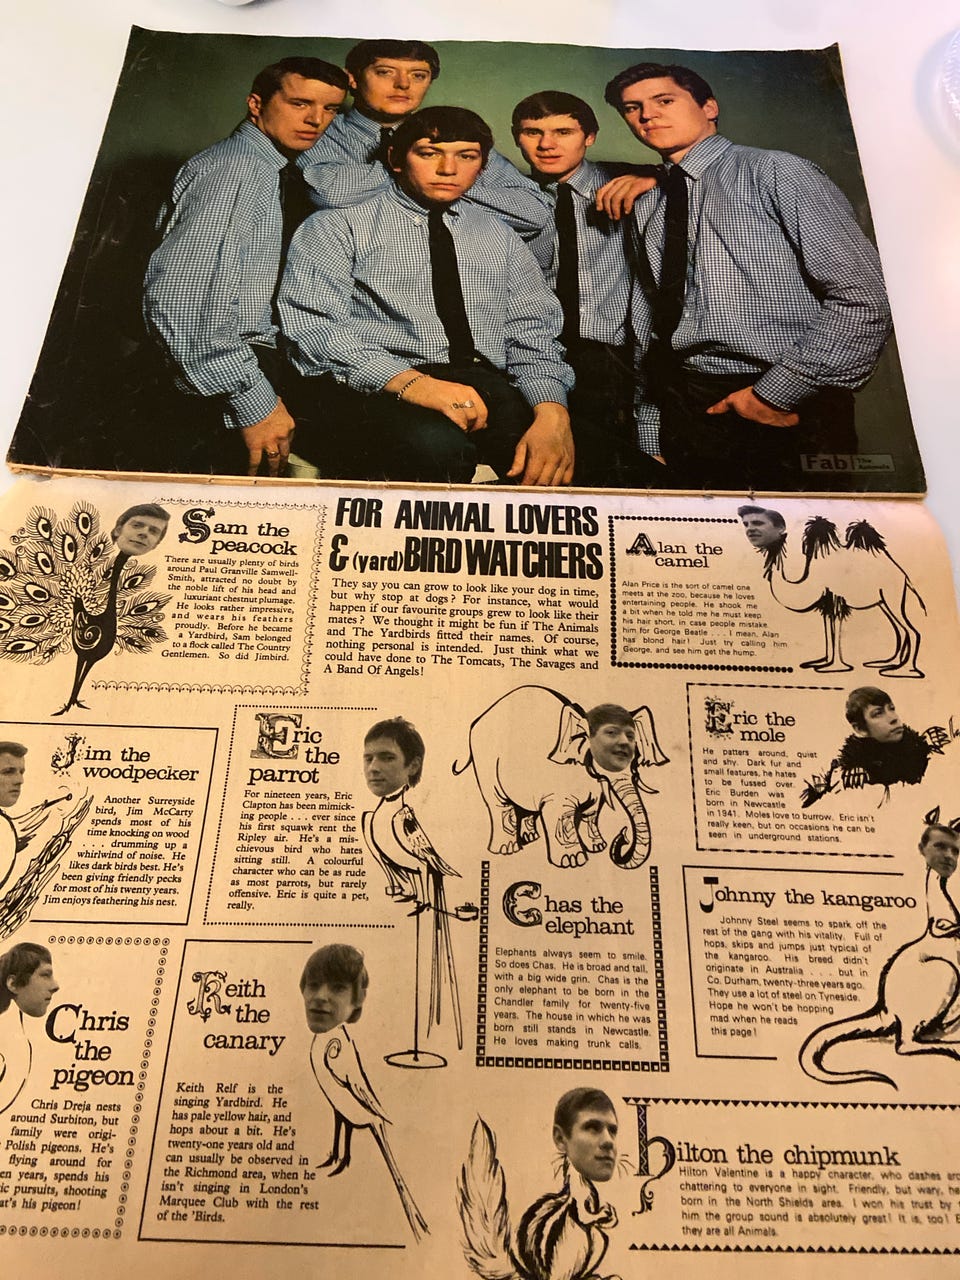 Fab
The
Animals
FOR ANIMAL LOVERS
& (yard)BIRD WATCHERS
They say you can grow to look like your dog in time,
but why stop at dogs? For instance, what would
happen if our favourite groups grew to look like their
mates? We thought it might be fun if The Animals
and The Yardbirds fitted their names. Of course,
nothing personal is intended. Just think what we
could have done to The Tomcats, The Savages and
A Band Of Angels!
Sam the
peacock
There are usually plenty of birds
around Paul Granville Samwell-
Smith, attracted no doubt by
the noble lift of his head and
luxurious chestnut plumage.
He looks rather impressive,
and wears his feathers
proudly. Before he became
a Yardbird, Sam belonged
to a flock called The Country
Gentlemen. So did Jimbird.
Alan the
camel
Alan Price is the sort of camel one
meets at the zoo, because he loves
entertaining people. He shook me
a bit when he told me he must keep
his hair short, in case people mistake
him for George Beatle . . . I mean, Alan
has blond hair! Just try calling him
George, and see him get the hump.
Jim the
woodpecker
Another Surreyside
bird, Jim McCarty
spends most of his
time knocking on wood
. . . drumming up a
whirlwind of noise. He
likes dark birds best. He's
been giving friendly pecks
for most of his twenty years.
Jim enjoys feathering his nest.
Eric
the
parrot
For nineteen years, Eric
Clapton has been mimick-
ing people . . . ever since
his first squawk rent the
Ripley air. He's a mis-
chievous bird who hates
sitting still. A colourful
character who can be as rude
as most parrots, but rarely
offensive. Eric is quite a pet,
really.
Eric the
mole
He patters around, quiet
and shy. Dark fur and
small features, he hates
to be fussed over.
Eric Burden was
born in Newcastle
in 1941. Moles love to burrow. Eric isn't
really keen, but on occasions he can be
seen in underground stations.
Chas the
elephant
Elephants always seem to smile.
So does Chas. He is broad and tall,
with a big wide grin. Chas is the
only elephant to be born in the
Chandler family for twenty-five
years. The house in which he was
born still stands in Newcastle.
He loves making trunk calls.
Johnny the kangaroo
Johnny Steel seems to spark off the
rest of the gang with his vitality. Full of
hops, skips and jumps just typical of
the kangaroo. His breed didn't
originate in Australia . . . but in
Co. Durham, twenty-three years ago.
They use a lot of steel on Tyneside.
Hope he won't be hopping
mad when he reads
this page!
Chris
the
pigeon
Chris Dreja nests
around Surbiton, but
family were origi-
Polish pigeons. He's
flying around for
en years, spends his
ic pursuits, shooting
at's his pigeon!
Keith
the
canary
Keith Relf is the
singing Yardbird. He
has pale yellow hair, and
hops about a bit. He's
twenty-one years old and
can usually be observed in
the Richmond area, when he
isn't singing in London's
Marquee Club with the rest
of the 'Birds.
hilton the chipmunk
Hilton Valentine is a happy character, who dashes aro
chattering to everyone in sight. Friendly, but wary, he
born in the North Shields area. I won his trust by
him the group sound is absolutely great! It is, too!
they are all Animals.